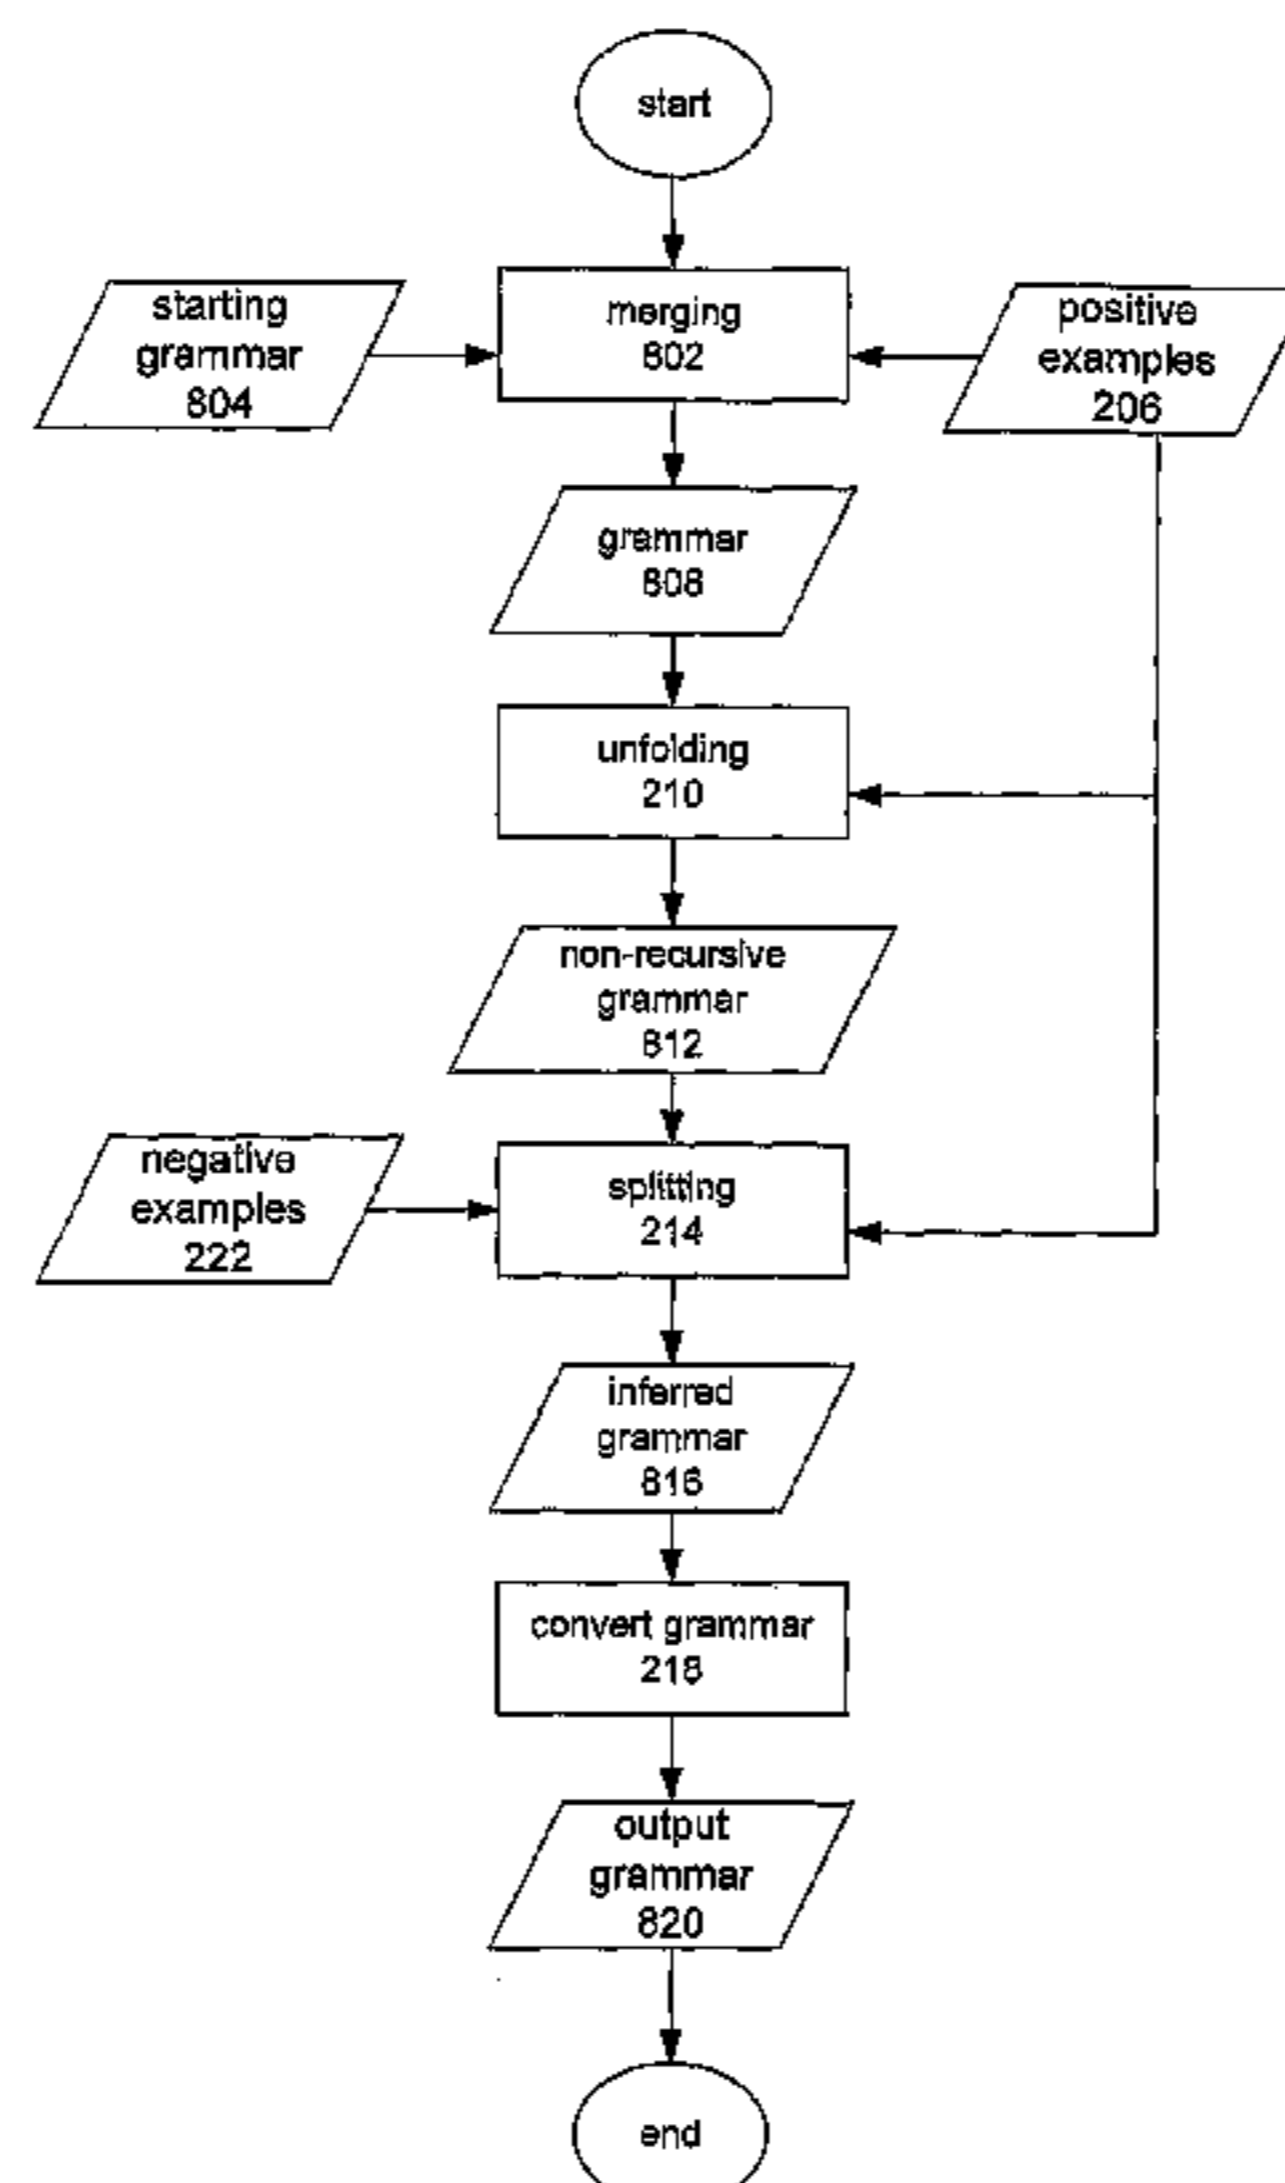 start
starting
grammar
804
merging
802
positive
examples
206
grammar
808
unfolding
210
non-recursive
grammar
812
negative
examples
222
splitting
214
inferred
grammar
816
convert grammar
218
output
grammar
820
end